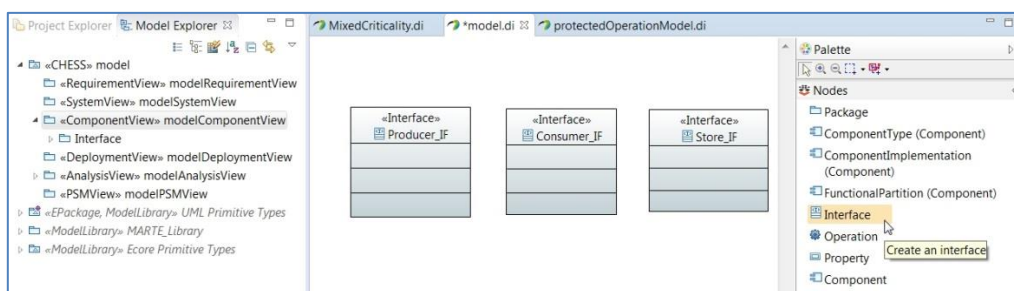 Project Explorer Model Explorer
«CHESS» model
«RequirementView» modelRequirementView
«SystemView» modelSystemView
«ComponentView» modelComponentView
Interface
«DeploymentView» modelDeploymentView
«AnalysisView» modelAnalysisView
«PSMView» modelPSMView
«EPackage, ModelLibrary» UML Primitive Types
«ModelLibrary» MARTE_Library
«ModelLibrary» Ecore Primitive Types
MixedCriticality.di *model.di protectedOperationModel.di
«Interface»
Producer_IF
«Interface»
Consumer_IF
«Interface»
Store_IF
Palette
Nodes
Package
ComponentType (Component)
ComponentImplementation
(Component)
FunctionalPartition (Component)
Interface
Operation
Create an interface
Property
Component